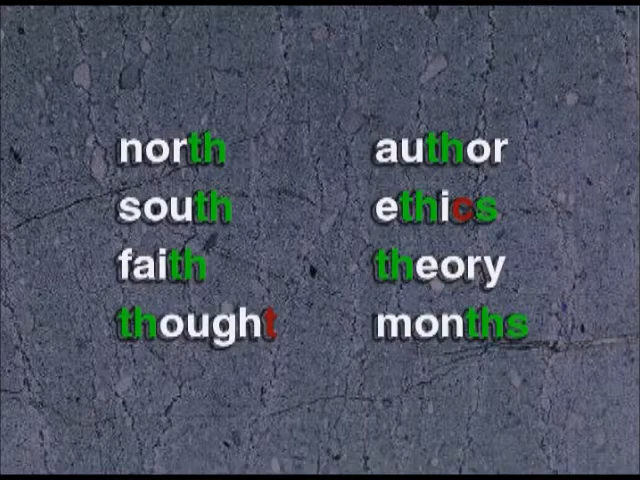 north
south
faith
thought
author
ethics
theory
months